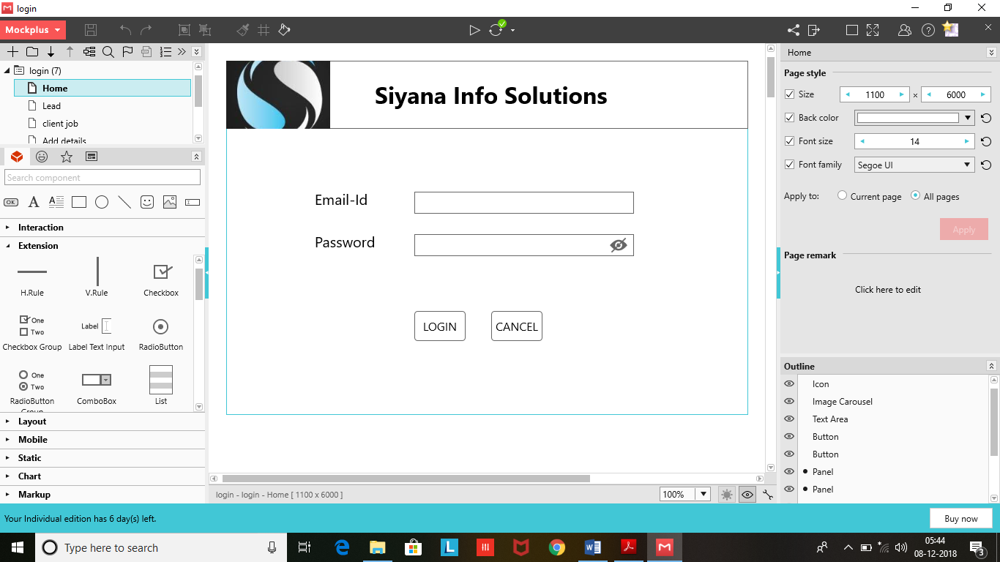 login
Mockplus
login (7)
Home
Lead
client job
Add details
Search component
OK
Interaction
Extension
H.Rule
V.Rule
Checkbox
One
Two
Label
Checkbox Group
Label Text Input
RadioButton
One
Two
RadioButton
Group
ComboBox
List
Layout
Mobile
Static
Chart
Markup
Siyana Info Solutions
Email-Id
Password
LOGIN
CANCEL
login - login - Home [ 1100 x 6000 ]
100%
Home
Page style
Size
1100
×
6000
Back color
Font size
14
Font family
Segoe UI
Apply to:
Current page
All pages
Apply
Page remark
Click here to edit
Outline
Icon
Image Carousel
Text Area
Button
Button
Panel
Panel
Your Individual edition has 6 day(s) left.
Buy now
Type here to search
05:44
08-12-2018
3